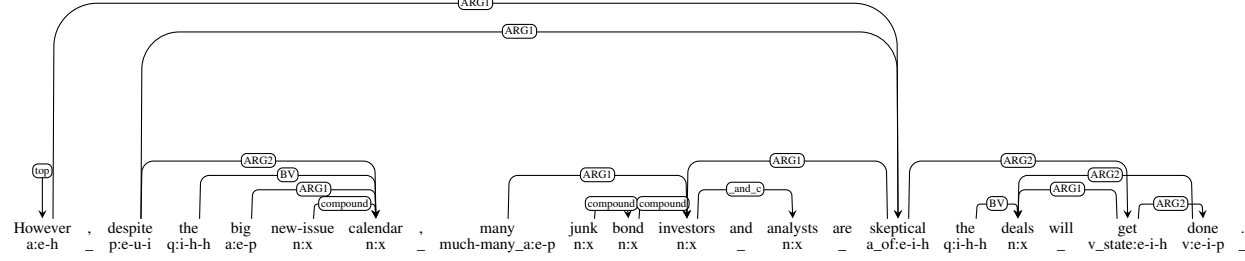 ARG1
ARG1
top ARG2 BV ARG1 compound ARG1 compound compound ARG1 _and_c ARG2 BV ARG2 ARG1 ARG2
However , despite the big new-issue calendar , many junk bond investors and analysts are skeptical the deals will get done .
a:e-h _ p:e-u-i q:i-h-h a:e-p n:x n:x _ much-many_a:e-p n:x n:x n:x _ n:x _ a_of:e-i-h q:i-h-h n:x _ v_state:e-i-h v:e-i-p _